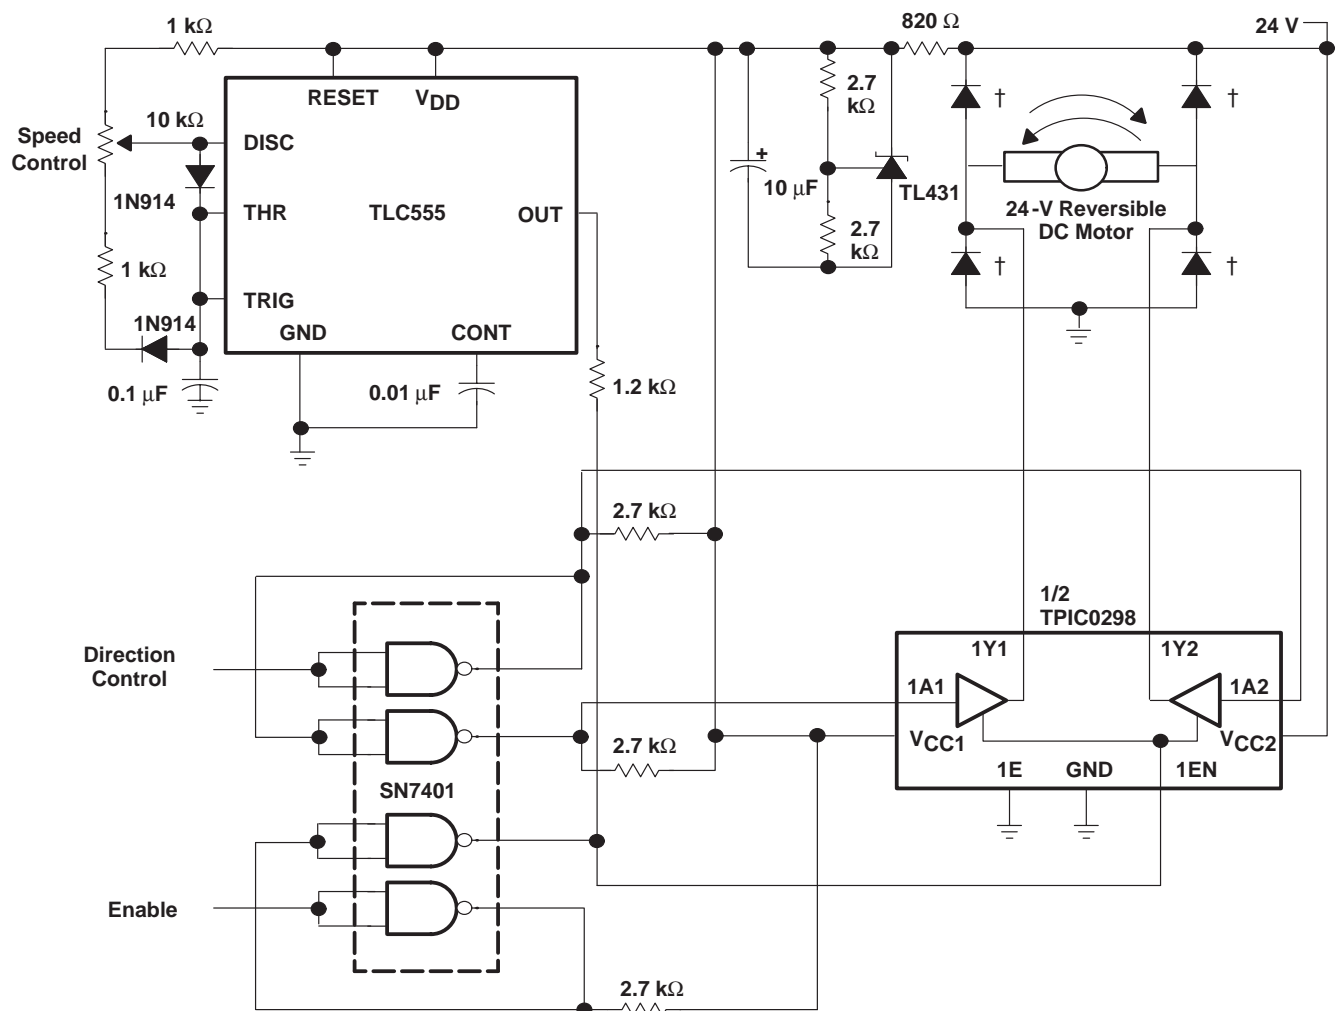 1 kΩ
820 Ω
24 V
RESET
VDD
2.7
kΩ
†
†
Speed
Control
10 kΩ
DISC
1N914
THR
TLC555
OUT
10 µF
TL431
24-V Reversible
DC Motor
2.7
kΩ
†
†
1 kΩ
TRIG
1N914
GND
CONT
0.1 µF
0.01 µF
1.2 kΩ
2.7 kΩ
1/2
TPIC0298
Direction
Control
1Y1
1Y2
1A1
1A2
2.7 kΩ
VCC1
VCC2
SN7401
1E
GND
1EN
Enable
2.7 kΩ
+